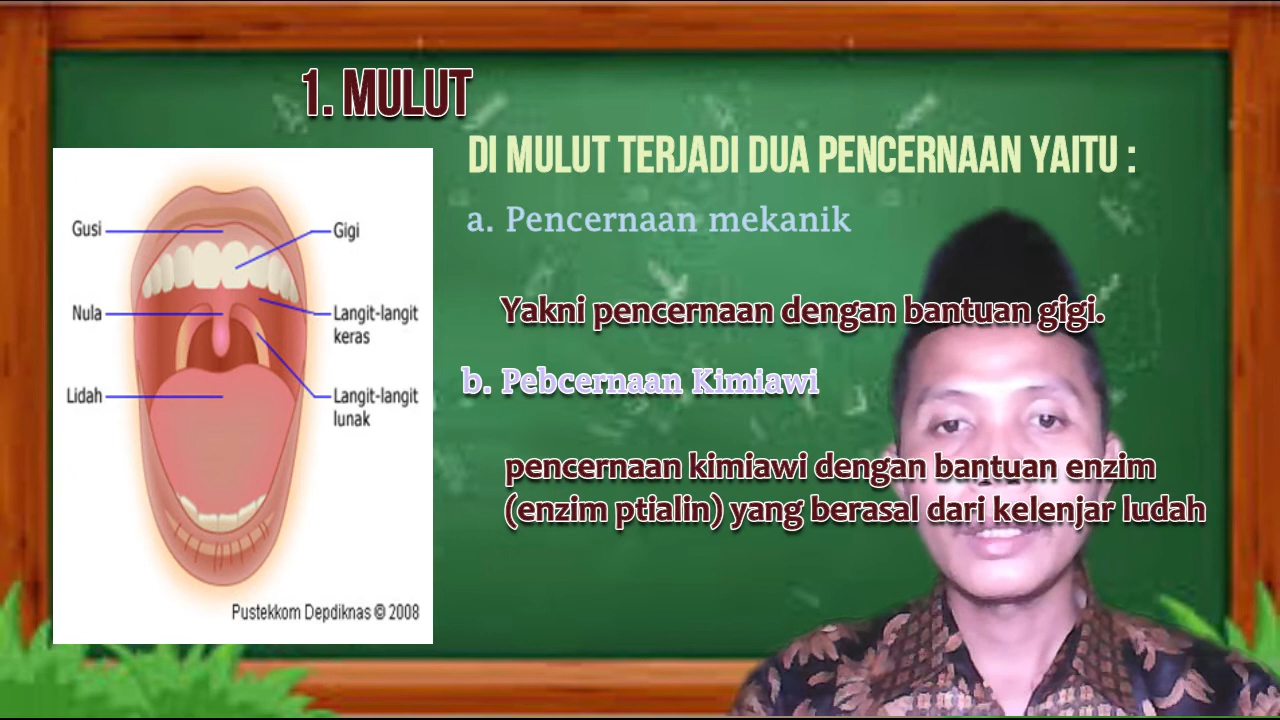 1. MULUT
DI MULUT TERJADI DUA PENCERNAAN YAITU :
a. Pencernaan mekanik
Yakni pencernaan dengan bantuan gigi.
b. Pebcernaan Kimiawi
pencernaan kimiawi dengan bantuan enzim
(enzim ptialin) yang berasal dari kelenjar ludah
Gusi
Gigi
Nula
Langit-langit
keras
Lidah
Langit-langit
lunak
Pustekkom Depdiknas © 2008